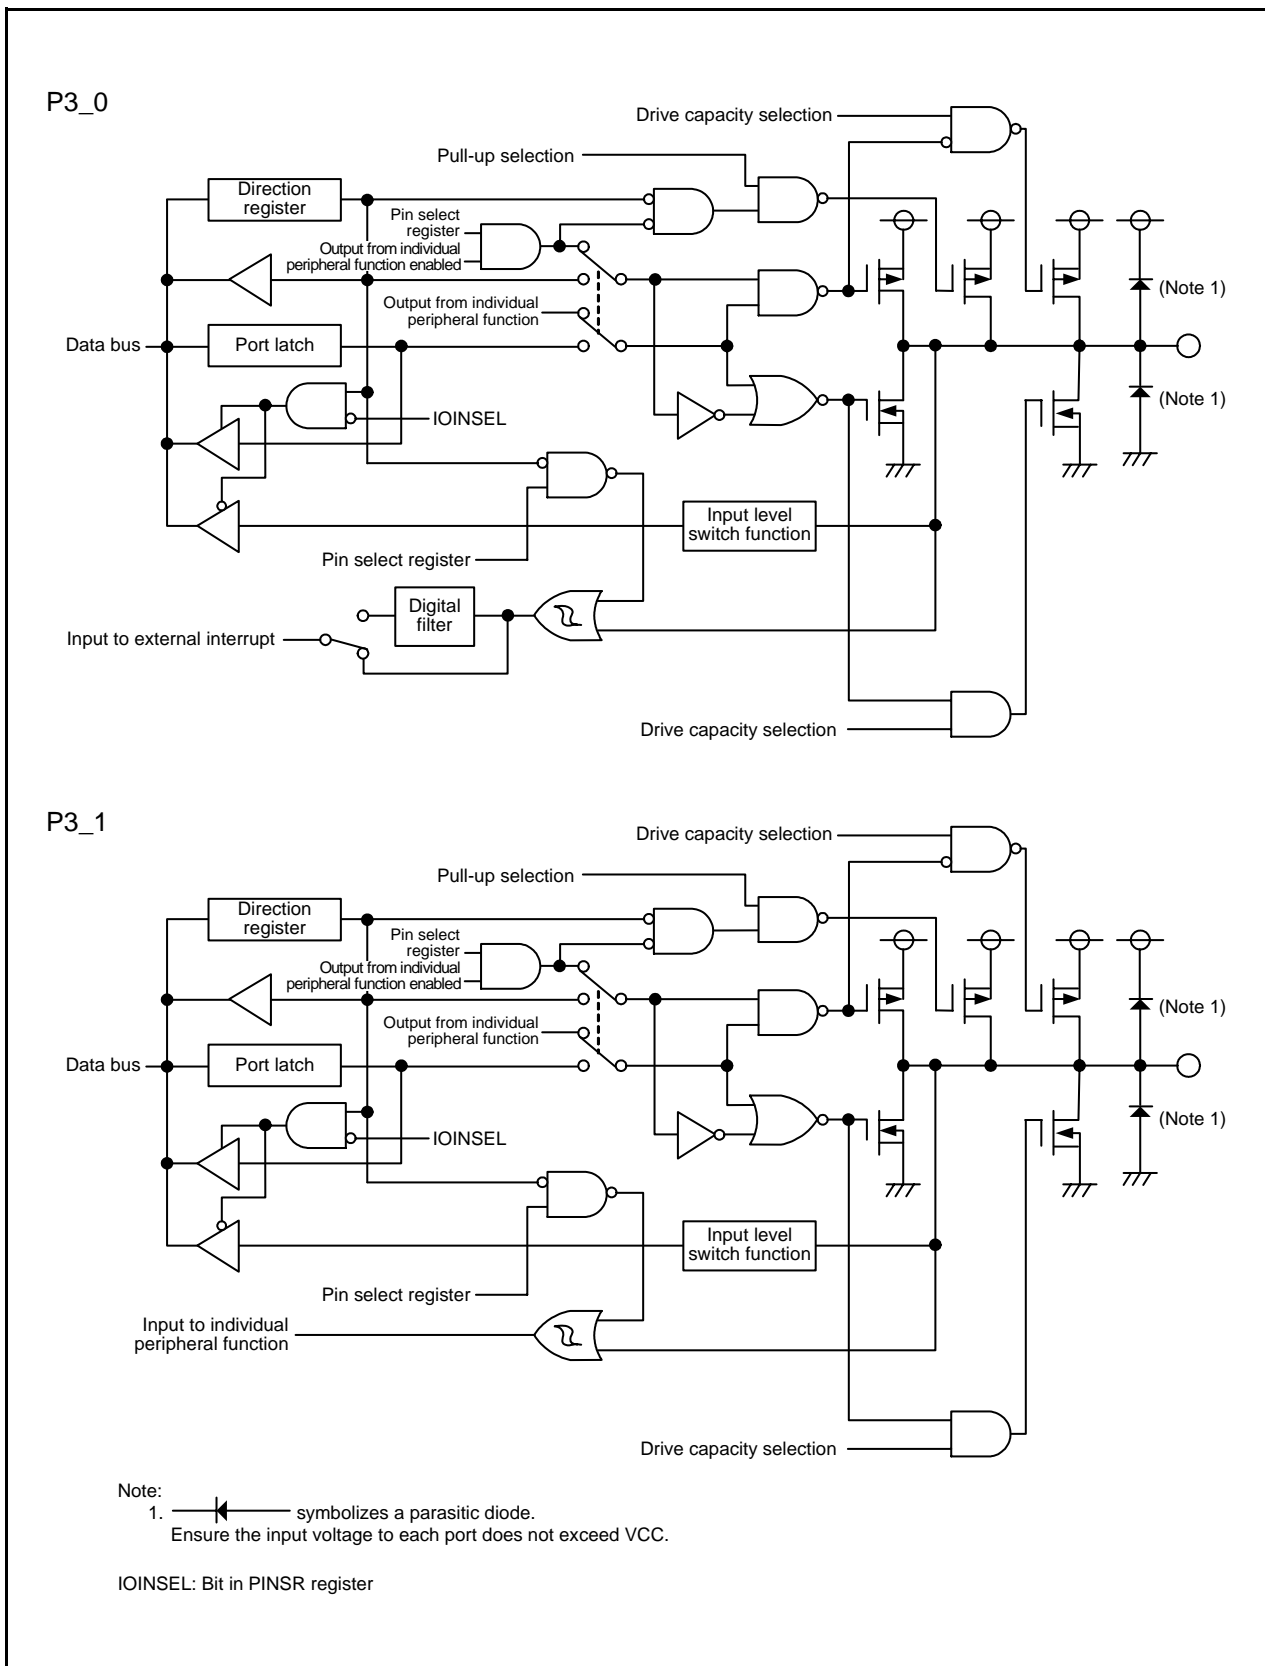 P3_0
Drive capacity selection
Pull-up selection
Direction
register
Pin select
register
Output from individual
peripheral function enabled
Output from individual
peripheral function
(Note 1)
Data bus
Port latch
(Note 1)
IOINSEL
Input level
switch function
Pin select register
Digital
filter
Input to external interrupt
Drive capacity selection
P3_1
Drive capacity selection
Pull-up selection
Direction
register
Pin select
register
Output from individual
peripheral function enabled
Output from individual
peripheral function
(Note 1)
Data bus
Port latch
(Note 1)
IOINSEL
Input level
switch function
Pin select register
Input to individual
peripheral function
Drive capacity selection
Note:
1. symbolizes a parasitic diode.
Ensure the input voltage to each port does not exceed VCC.
IOINSEL: Bit in PINSR register